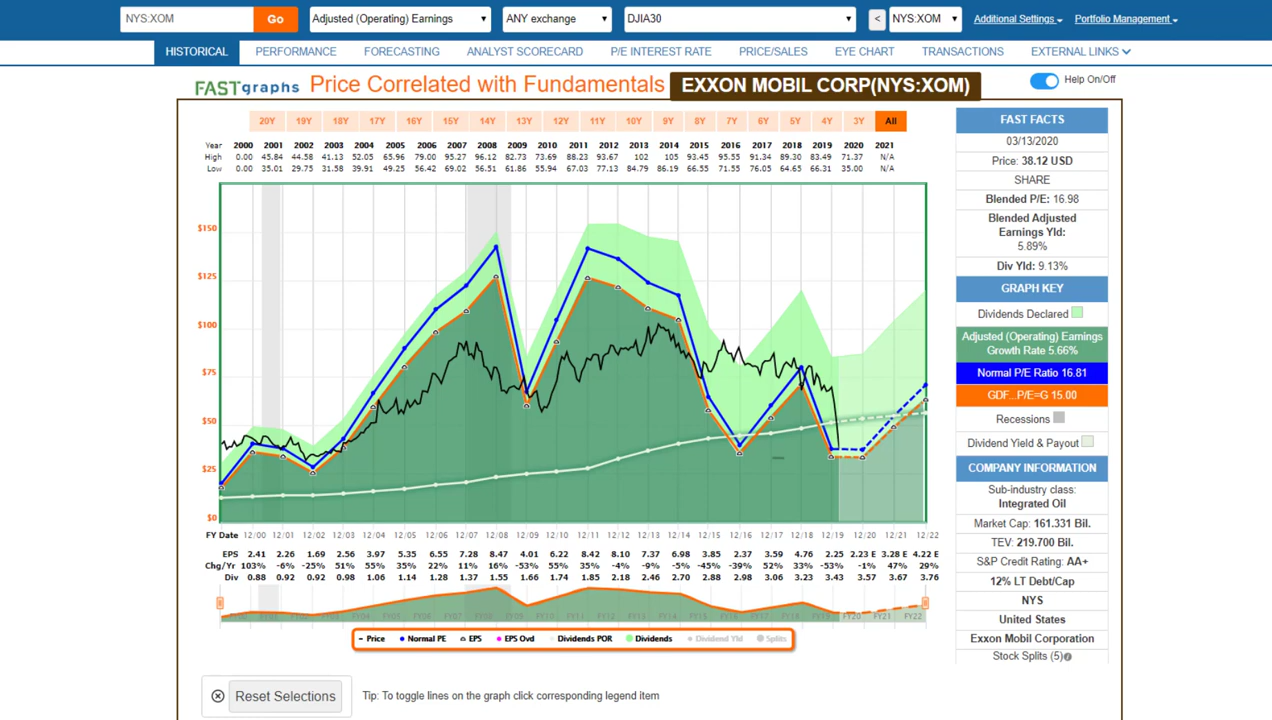 NYS:XOM Go Adjusted (Operating) Earnings ANY exchange DJIA30 < NYS:XOM Additional Settings Portfolio Management
HISTORICAL PERFORMANCE FORECASTING ANALYST SCORECARD P/E INTEREST RATE PRICE/SALES EYE CHART TRANSACTIONS EXTERNAL LINKS
FASTgraphs Price Correlated with Fundamentals EXXON MOBIL CORP(NYS:XOM) Help On/Off
20Y 19Y 18Y 17Y 16Y 15Y 14Y 13Y 12Y 11Y 10Y 9Y 8Y 7Y 6Y 5Y 4Y 3Y All
Year 2000 2001 2002 2003 2004 2005 2006 2007 2008 2009 2010 2011 2012 2013 2014 2015 2016 2017 2018 2019 2020 2021
High 0.00 45.84 44.58 41.13 52.05 65.96 79.00 95.27 96.12 82.73 73.69 88.23 93.67 102 105 93.45 95.55 91.34 89.30 83.49 71.37 N/A
Low 0.00 35.01 29.75 31.58 39.91 49.25 56.42 69.02 56.51 61.86 55.94 67.03 77.13 84.79 86.19 66.55 71.55 76.05 64.65 66.31 35.00 N/A
$150
$125
$100
$75
$50
$25
$0
FY Date 12/00 12/01 12/02 12/03 12/04 12/05 12/06 12/07 12/08 12/09 12/10 12/11 12/12 12/13 12/14 12/15 12/16 12/17 12/18 12/19 12/20 12/21 12/22
EPS 2.41 2.26 1.69 2.56 3.97 5.35 6.55 7.28 8.47 4.01 6.22 8.42 8.10 7.37 6.98 3.85 2.37 3.59 4.76 2.25 2.23 E 3.28 E 4.22 E
Chg/Yr 103% -6% -25% 51% 55% 35% 22% 11% 16% -53% 55% 35% -4% -9% -5% -45% -39% 52% 33% -53% -1% 47% 29%
Div 0.88 0.92 0.92 0.98 1.06 1.14 1.28 1.37 1.55 1.66 1.74 1.85 2.18 2.46 2.70 2.88 2.98 3.06 3.23 3.43 3.57 3.67 3.76
FY20 FY21 FY22
Price Normal PE EPS EPS Ovd Dividends POR Dividends Dividend Yld Splits
Reset Selections Tip: To toggle lines on the graph click corresponding legend item
FAST FACTS
03/13/2020
Price: 38.12 USD
SHARE
Blended P/E: 16.98
Blended Adjusted
Earnings Yld:
5.89%
Div Yld: 9.13%
GRAPH KEY
Dividends Declared
Adjusted (Operating) Earnings
Growth Rate 5.66%
Normal P/E Ratio 16.81
GDF...P/E=G 15.00
Recessions
Dividend Yield & Payout
COMPANY INFORMATION
Sub-industry class:
Integrated Oil
Market Cap: 161.331 Bil.
TEV: 219.700 Bil.
S&P Credit Rating: AA+
12% LT Debt/Cap
NYS
United States
Exxon Mobil Corporation
Stock Splits (5)